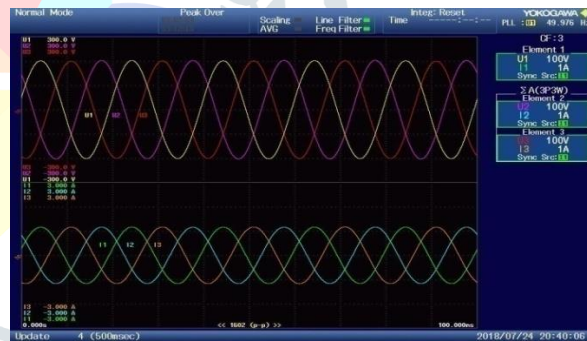 Normal Mode Peak Over Scaling AVG Line Filter Freq Filter Time Integ: Reset YOKOGAWA
PLL :U1 49.976 H
U1 300.0 V
U2 300.0 V
U3 300.0 V
U1 U2 U3
U3 -300.0 V
U2 -300.0 V
U1 -300.0 V
I1 3.000 A
I2 3.000 A
I3 3.000 A
I1 I2 I3
I3 -3.000 A
I2 -3.000 A
I1 -3.000 A
0.000s << 1602 (p-p) >> 100.000ms
Update 4 (500msec) 2018/07/24 20:40:06
CF:3
Element 1
U1 100V
I1 1A
Sync Src:
ΣA(3P3W)
Element 2
U2 100V
I2 1A
Sync Src:
Element 3
100V
I3 1A
Sync Src: